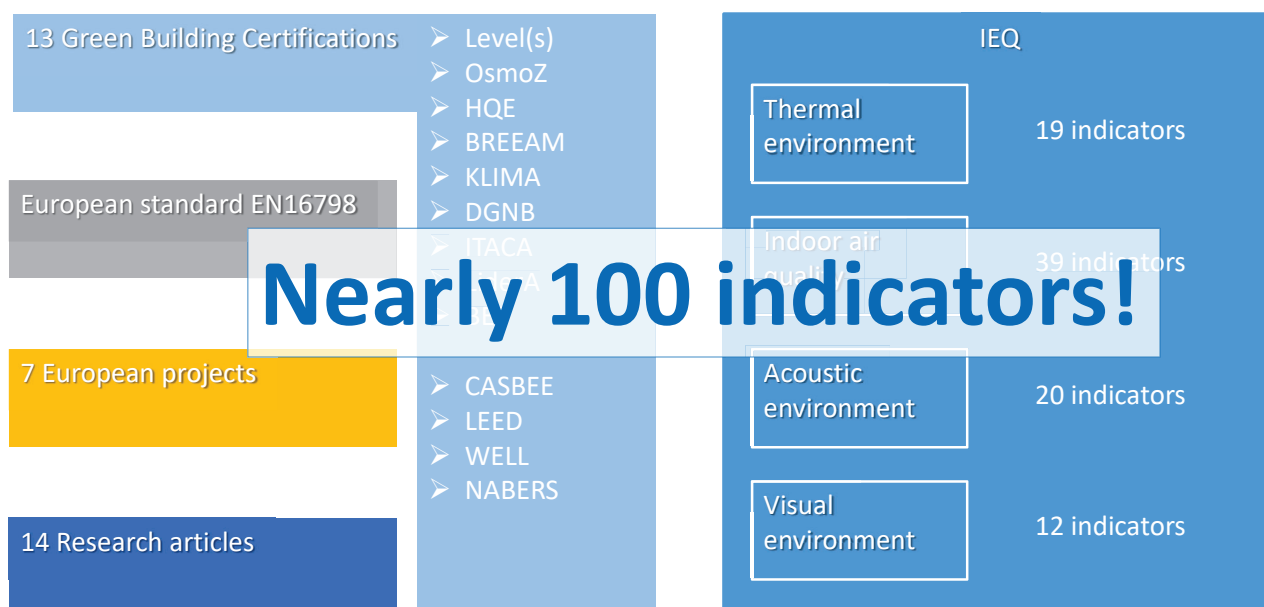 13 Green Building Certifications
European standard EN16798
7 European projects
14 Research articles
➢ Level(s)
➢ OsmoZ
➢ HQE
➢ BREEAM
➢ KLIMA
➢ DGNB
➢ ITACA
➢ CASBEE
➢ LEED
➢ WELL
➢ NABERS
Nearly 100 indicators!
IEQ
Thermal
environment
19 indicators
Indoor air
quality
39 indicators
Acoustic
environment
20 indicators
Visual
environment
12 indicators